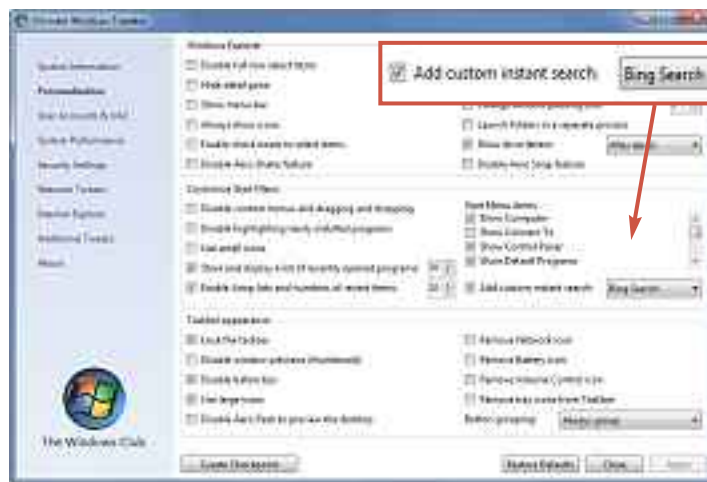 Ultimate Windows Tweaker
System Information
Personalization
User Accounts & UAC
System Performance
Security Settings
Network Tweaks
Internet Explorer
Additional Tweaks
About
The Windows Club
Windows Explorer
Disable full row select
Hide detail pane
Show menu bar
Always show icons
Enable check boxes to select items
Disable Aero Shake feature
Add custom instant search
Bing Search
Launch folders in a separate process
Show drive letters
Disable Aero Snap feature
Customize Start Menu
Disable context menus and dragging and dropping
Disable highlighting newly installed programs
Use small icons
Store and display a list of recently opened programs
Enable Jump lists and numbers of recent items
Start Menu items
Show Computer
Show Connect To
Show Control Panel
Show Default Programs
Add custom instant search
Bing Search
Taskbar appearance
Lock the taskbar
Disable window previews (thumbnails)
Disable balloon tips
Use large icons
Disable Aero Peek to preview the desktop
Remove Network icon
Remove Battery icon
Remove Volume Control icon
Remove tray icons from Taskbar
Button grouping
Always group
Create Checkpoint
Restore Defaults
Close
Apply